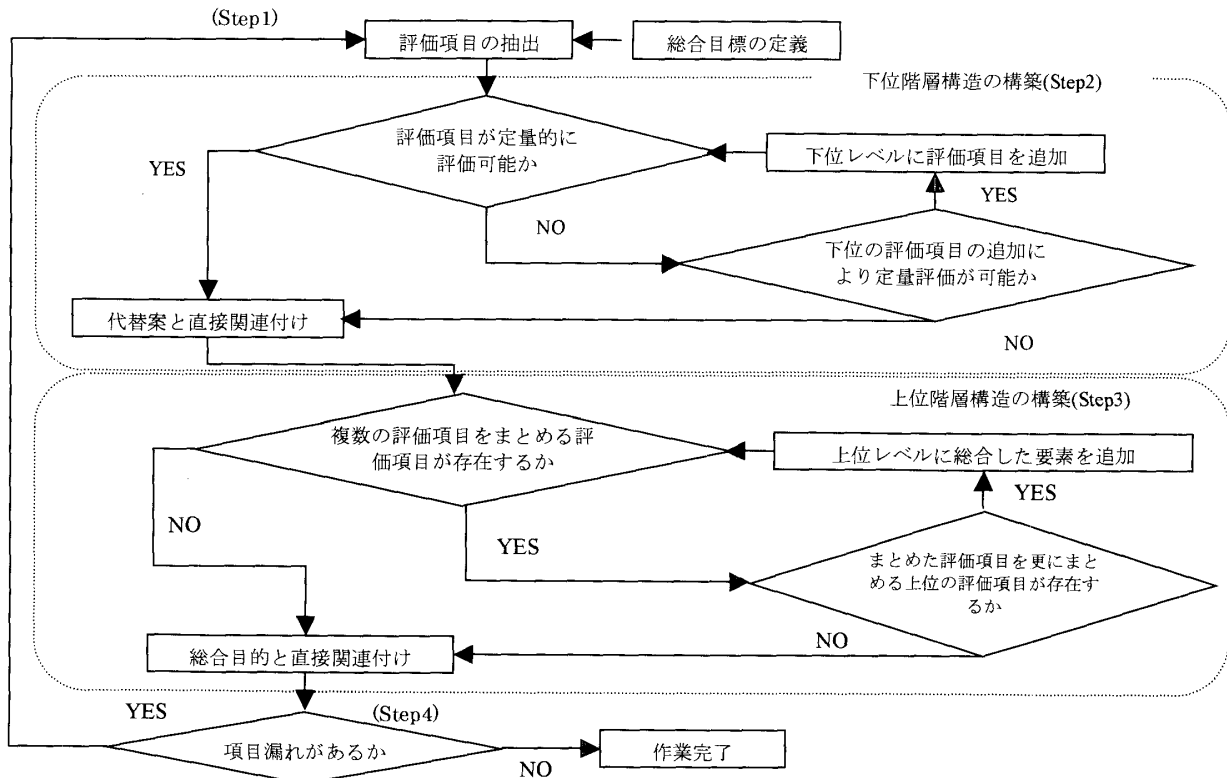 (Step1)
評価項目の抽出
総合目標の定義
下位階層構造の構築(Step2)
評価項目が定量的に
評価可能か
下位レベルに評価項目を追加
YES
YES
NO
下位の評価項目の追加に
より定量評価が可能か
代替案と直接関連付け
NO
上位階層構造の構築(Step3)
複数の評価項目をまとめる評
価項目が存在するか
上位レベルに総合した要素を追加
YES
NO
YES
まとめた評価項目を更にまと
める上位の評価項目が存在す
るか
NO
総合目的と直接関連付け
YES
(Step4)
項目漏れがあるか
NO
作業完了